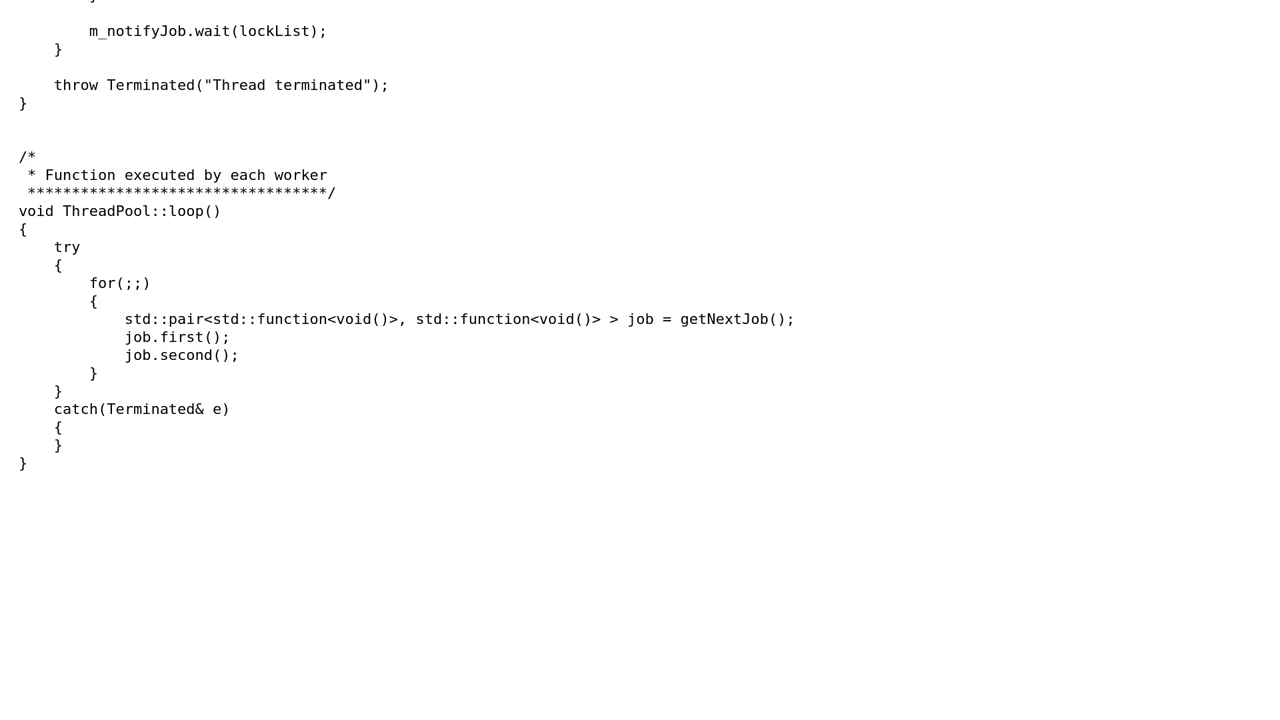 }
m_notifyJob.wait(lockList);
}
throw Terminated("Thread terminated");
}
/*
* Function executed by each worker
**********************************/
void ThreadPool::loop()
{
try
{
for(;;)
{
std::pair<std::function<void()>, std::function<void()> > job = getNextJob();
job.first();
job.second();
}
}
catch(Terminated& e)
{
}
}